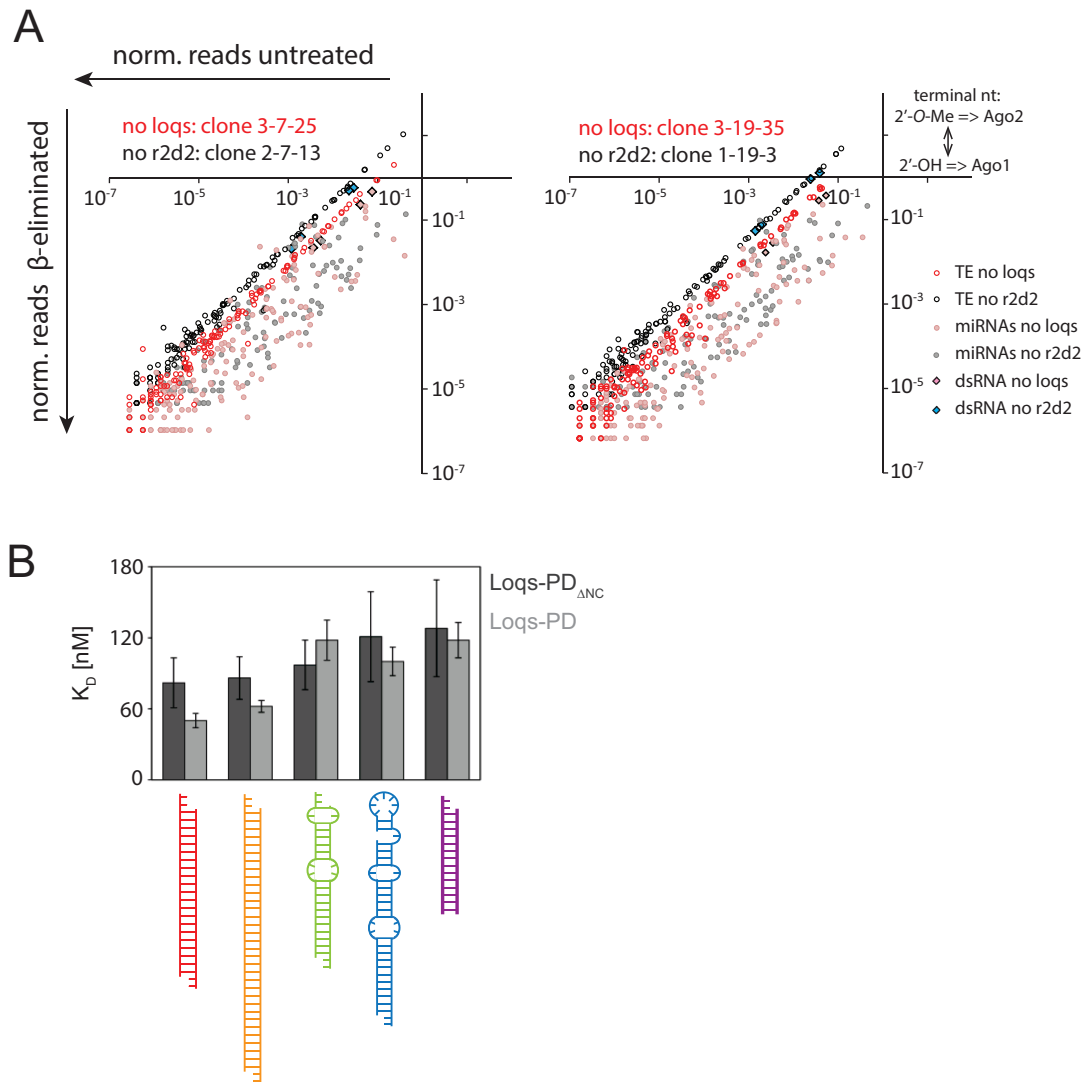 A
norm. reads untreated
norm. reads β-eliminated
no loqs: clone 3-7-25
no r2d2: clone 2-7-13
10-7
10-5
10-3
10-1
10-1
10-3
10-5
10-7
no loqs: clone 3-19-35
no r2d2: clone 1-19-3
10-7
10-5
10-3
10-1
10-1
10-3
10-5
10-7
terminal nt:
2′-O-Me => Ago2
2′-OH => Ago1
TE no loqs
TE no r2d2
miRNAs no loqs
miRNAs no r2d2
dsRNA no loqs
dsRNA no r2d2
B
KD [nM]
180
120
60
0
Loqs-PDΔNC
Loqs-PD